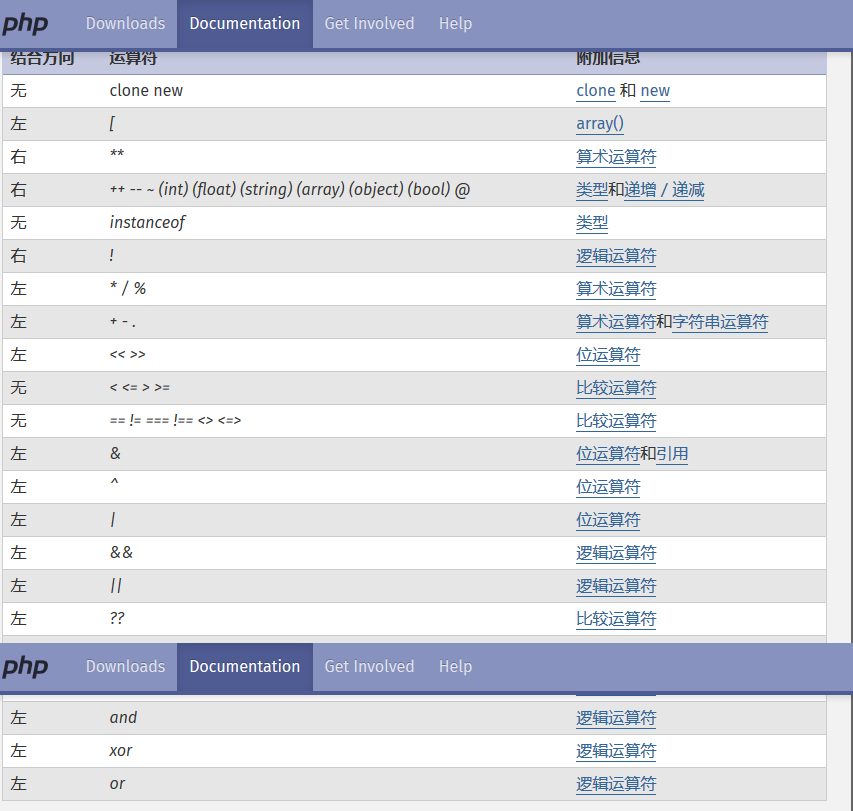 php Downloads Documentation Get Involved Help
结合方向 运算符 附加信息
无 clone new clone 和 new
左 [ array()
右 ** 算术运算符
右 ++ -- ~ (int) (float) (string) (array) (object) (bool) @ 类型和递增 / 递减
无 instanceof 类型
右 ! 逻辑运算符
左 * / % 算术运算符
左 + - . 算术运算符和字符串运算符
左 << >> 位运算符
无 < <= > >= 比较运算符
无 == != === !== <> <=> 比较运算符
左 & 位运算符和引用
左 ^ 位运算符
左 | 位运算符
左 && 逻辑运算符
左 || 逻辑运算符
左 ?? 比较运算符
php Downloads Documentation Get Involved Help
左 and 逻辑运算符
左 xor 逻辑运算符
左 or 逻辑运算符